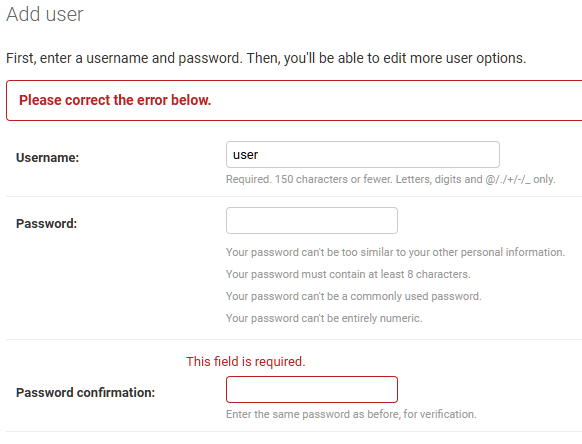 Add user
First, enter a username and password. Then, you'll be able to edit more user options.
Please correct the error below.
Username:
user
Required. 150 characters or fewer. Letters, digits and @/./+/-/_ only.
Password:
Your password can't be too similar to your other personal information.
Your password must contain at least 8 characters.
Your password can't be a commonly used password.
Your password can't be entirely numeric.
This field is required.
Password confirmation:
Enter the same password as before, for verification.